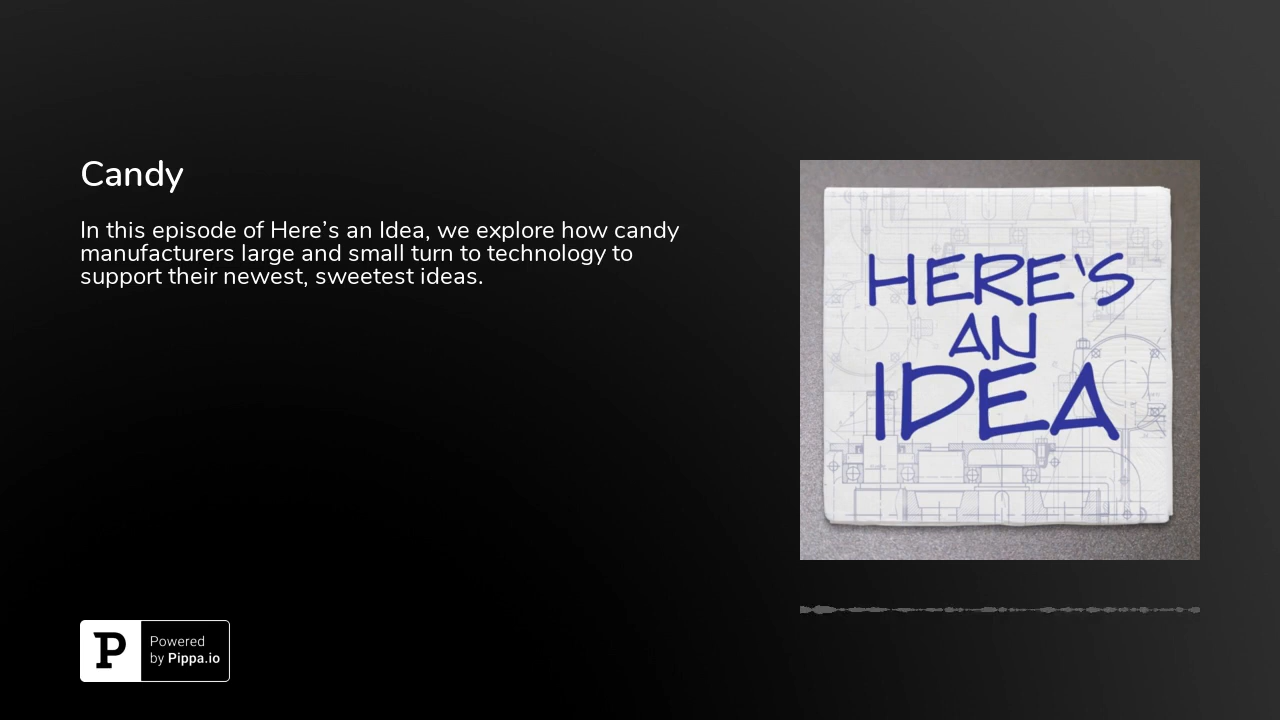 Candy
In this episode of Here’s an Idea, we explore how candy
manufacturers large and small turn to technology to
support their newest, sweetest ideas.
HERE'S
AN
IDEA
P
Powered
by Pippa.io